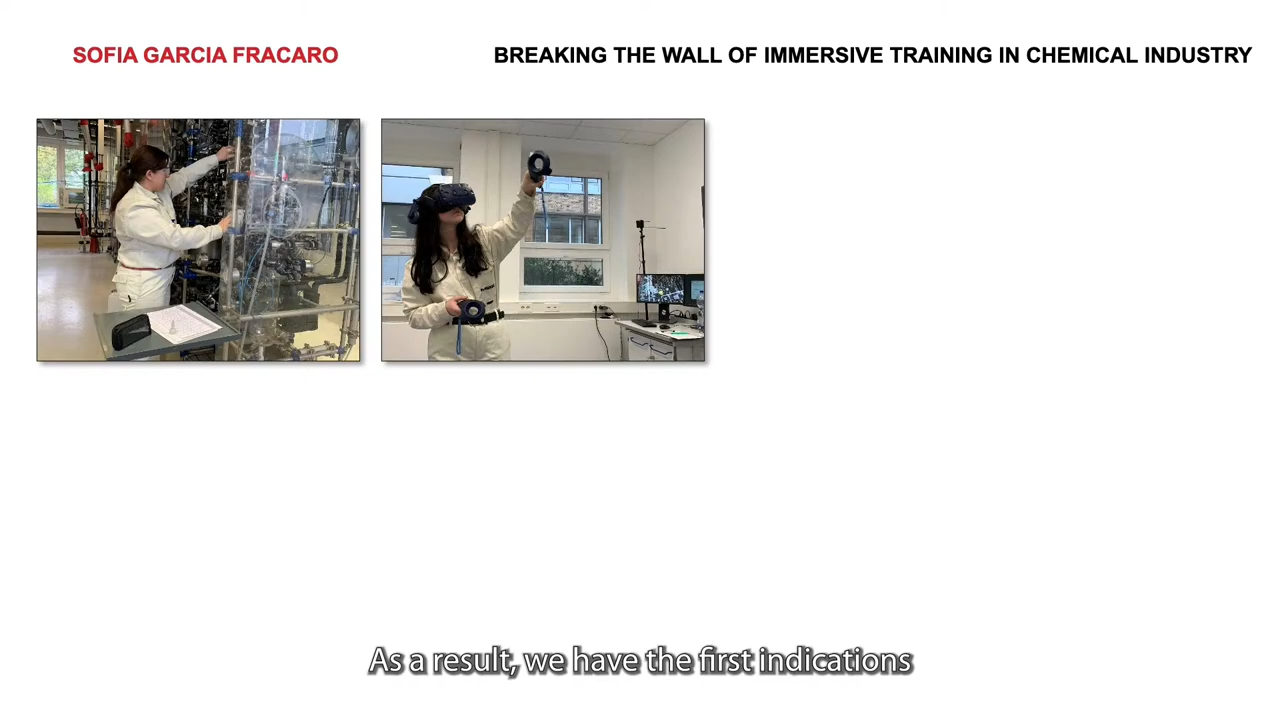 SOFIA GARCIA FRACARO
BREAKING THE WALL OF IMMERSIVE TRAINING IN CHEMICAL INDUSTRY
As a result, we have the first indications